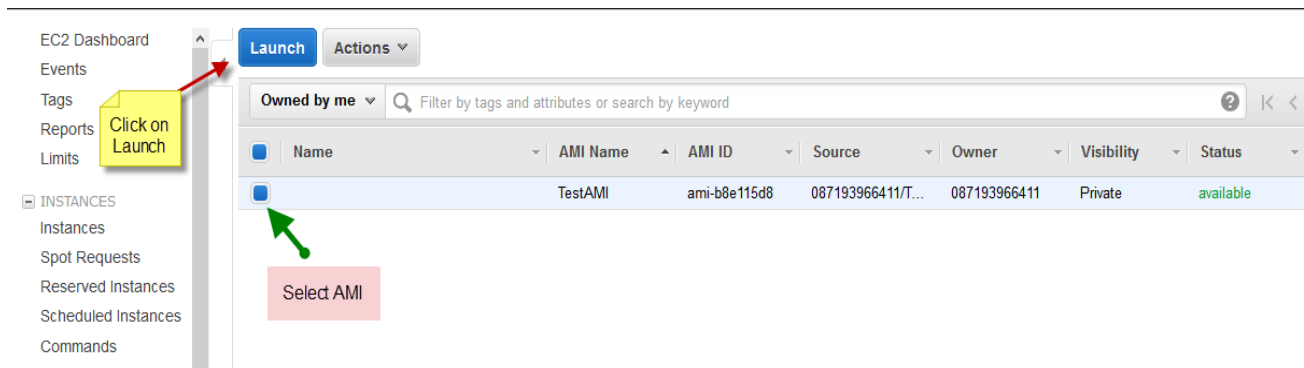 EC2 Dashboard
Events
Tags
Reports
Limits
INSTANCES
Instances
Spot Requests
Reserved Instances
Scheduled Instances
Commands
Click on
Launch
Launch Actions
Owned by me Filter by tags and attributes or search by keyword
Name AMI Name AMI ID Source Owner Visibility Status
TestAMI ami-b8e115d8 087193966411/T... 087193966411 Private available
Select AMI